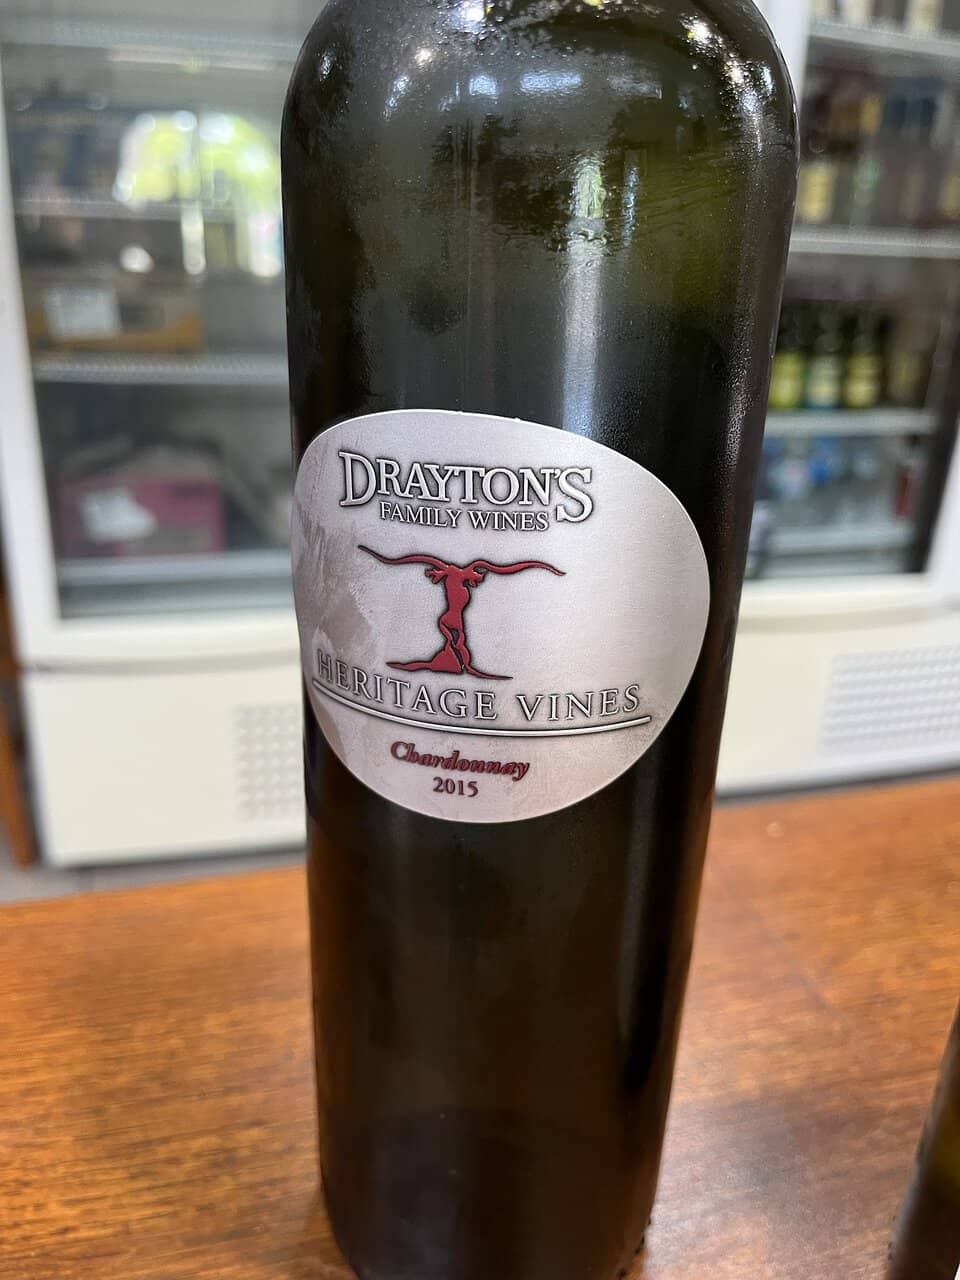 DRAYTON'S
FAMILY WINES
HERITAGE VINES
Chardonnay
2015